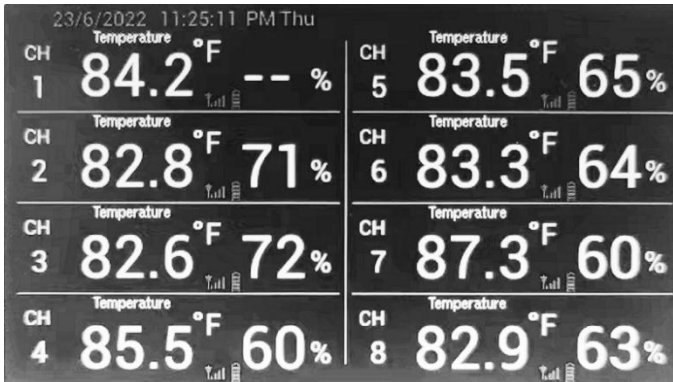 23/6/2022 11:25:11 PM Thu
CH 1 Temperature 84.2 °F -- %
CH 2 Temperature 82.8 °F 71%
CH 3 Temperature 82.6 °F 72%
CH 4 Temperature 85.5 °F 60%
CH 5 Temperature 83.5 °F 65%
CH 6 Temperature 83.3 °F 64%
CH 7 Temperature 87.3 °F 60%
CH 8 Temperature 82.9 °F 63%